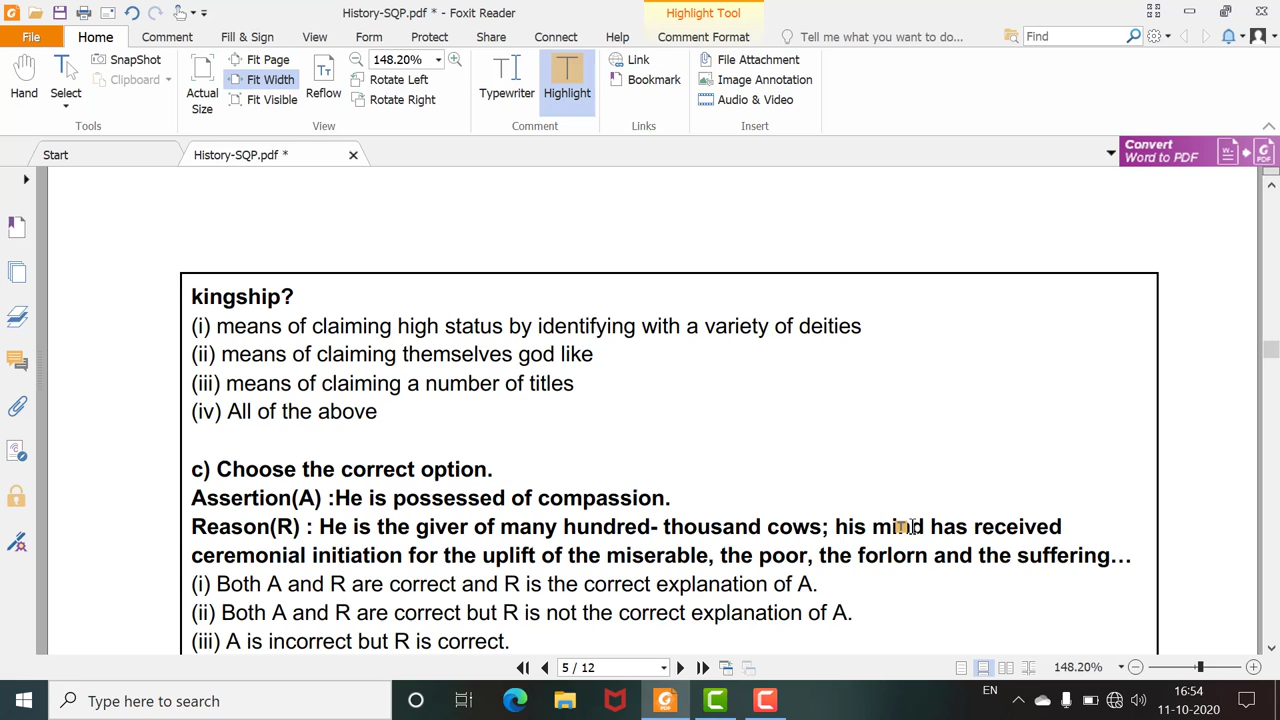 History-SQP.pdf * - Foxit Reader
Highlight Tool
File Home Comment Fill & Sign View Form Protect Share Connect Help Comment Format Tell me what you want to do... Find
SnapShot
Clipboard
Hand
Select
Tools
Actual
Size
Fit Page
Fit Width
Fit Visible
Reflow
148.20%
Rotate Left
Rotate Right
View
Typewriter
Highlight
Comment
Link
Bookmark
Links
File Attachment
Image Annotation
Audio & Video
Insert
Start
History-SQP.pdf *
Convert
Word to PDF
kingship?
(i) means of claiming high status by identifying with a variety of deities
(ii) means of claiming themselves god like
(iii) means of claiming a number of titles
(iv) All of the above
c) Choose the correct option.
Assertion(A) :He is possessed of compassion.
Reason(R) : He is the giver of many hundred- thousand cows; his mind has received
ceremonial initiation for the uplift of the miserable, the poor, the forlorn and the suffering…
(i) Both A and R are correct and R is the correct explanation of A.
(ii) Both A and R are correct but R is not the correct explanation of A.
(iii) A is incorrect but R is correct.
5 / 12
148.20%
Type here to search
EN
16:54
11-10-2020